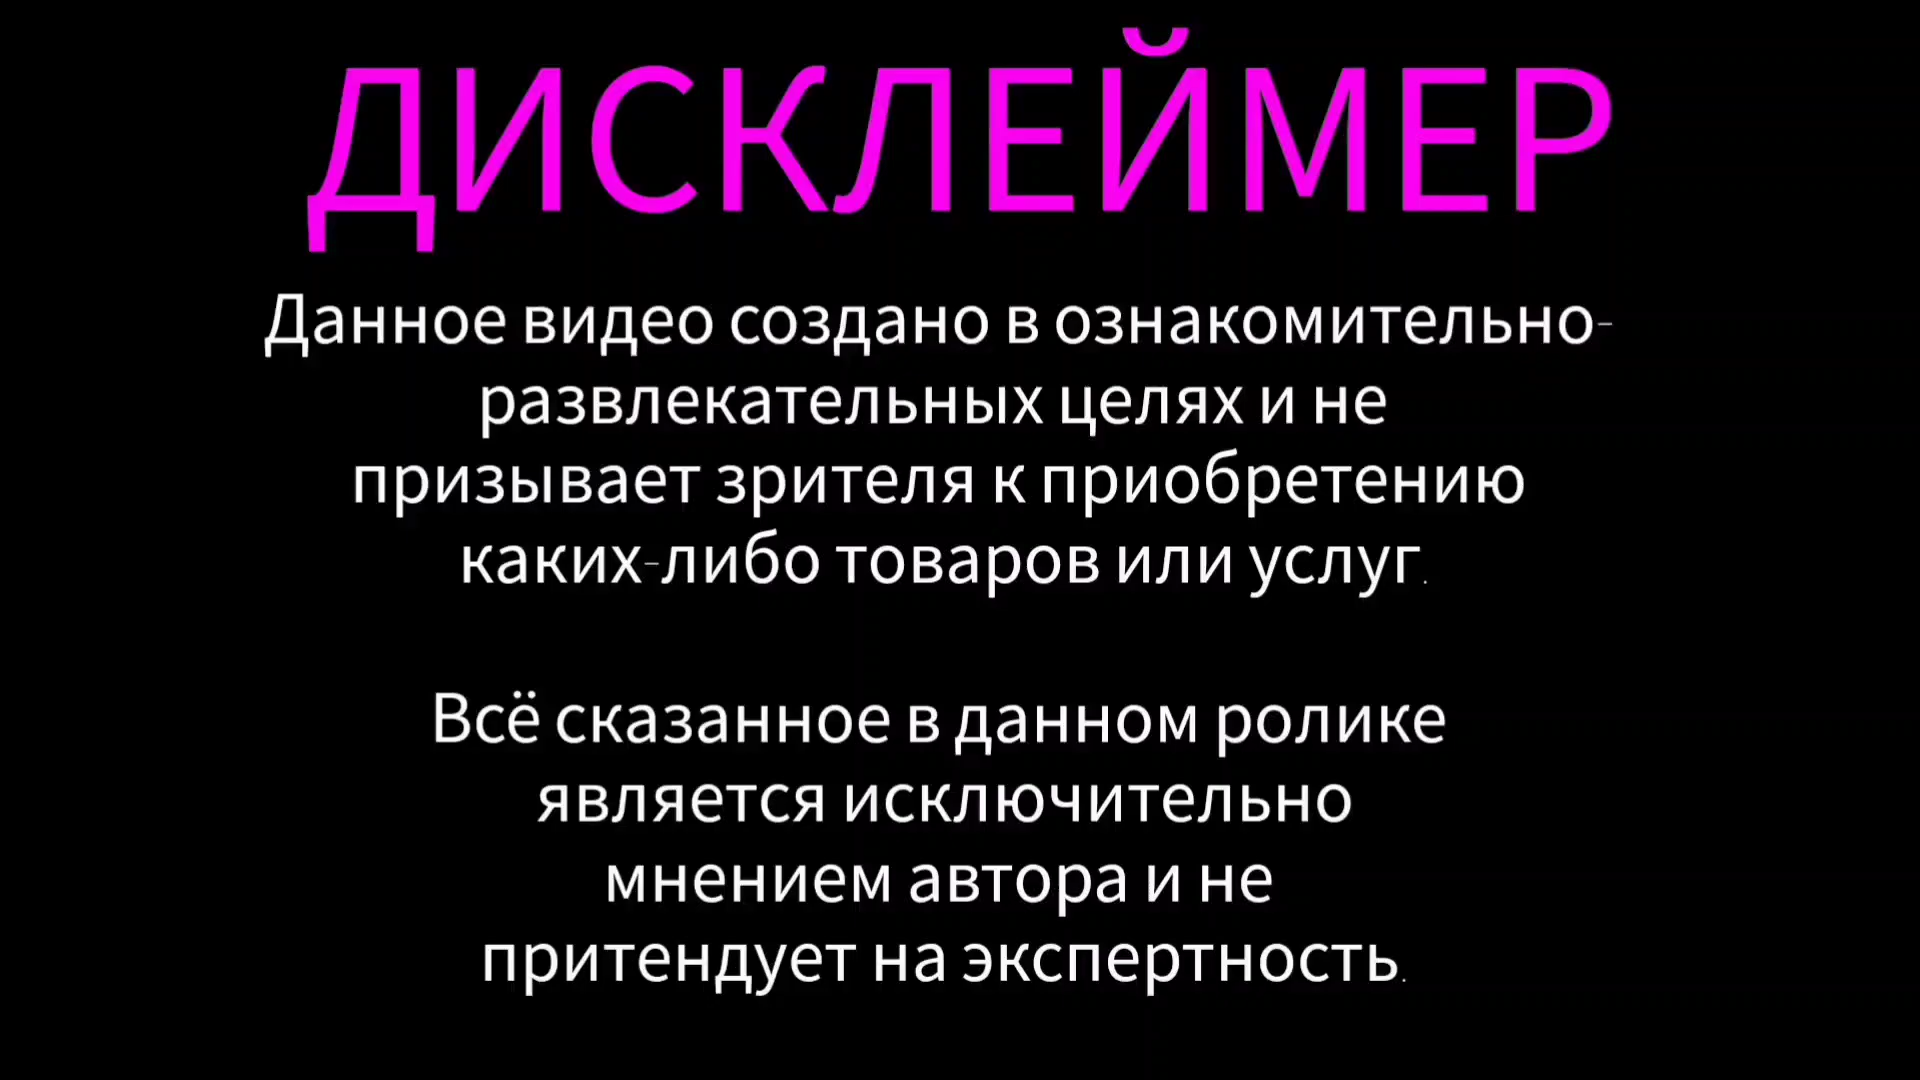 ДИСКЛЕЙМЕР
Данное видео создано в ознакомительно-
развлекательных целях и не
призывает зрителя к приобретению
каких-либо товаров или услуг.
Всё сказанное в данном ролике
является исключительно
мнением автора и не
притендует на экспертность.